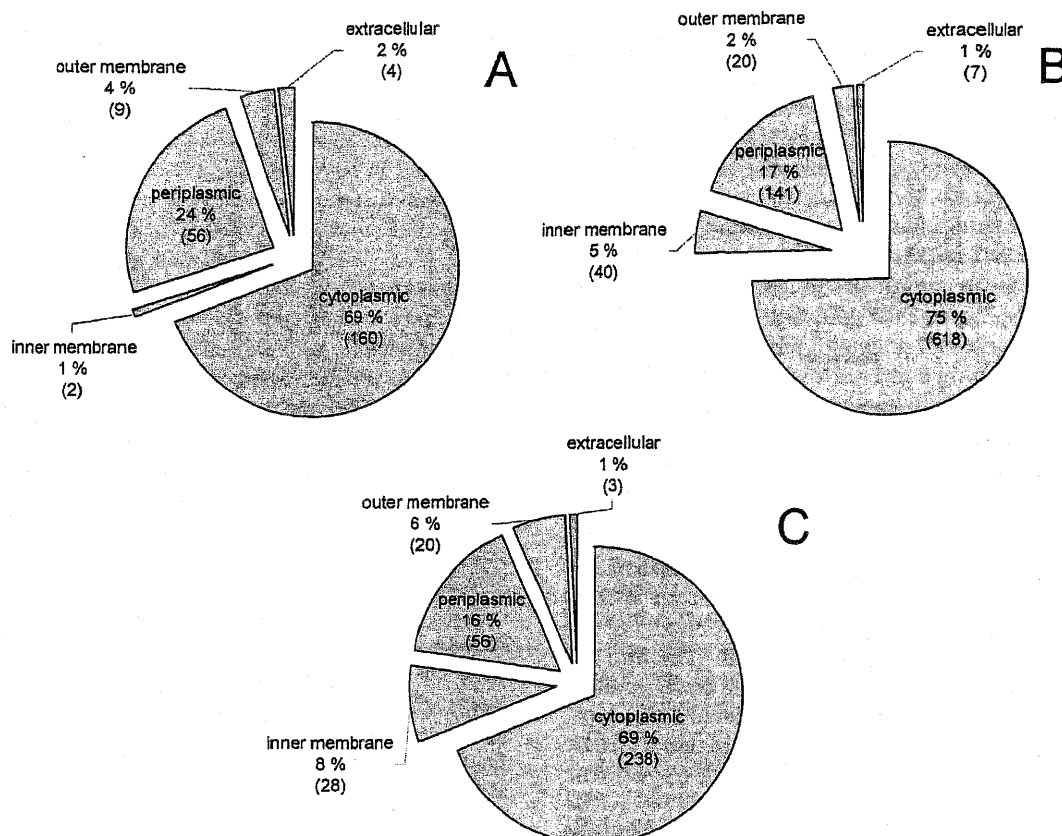 extracellular
2 %
(4)
outer membrane
4 %
(9)
A
periplasmic
24 %
(56)
cytoplasmic
69 %
(160)
inner membrane
1 %
(2)
outer membrane
2 %
(20)
extracellular
1 %
(7)
B
periplasmic
17 %
(141)
inner membrane
5 %
(40)
cytoplasmic
75 %
(618)
extracellular
1 %
(3)
outer membrane
6 %
(20)
C
periplasmic
16 %
(56)
cytoplasmic
69 %
(238)
inner membrane
8 %
(28)